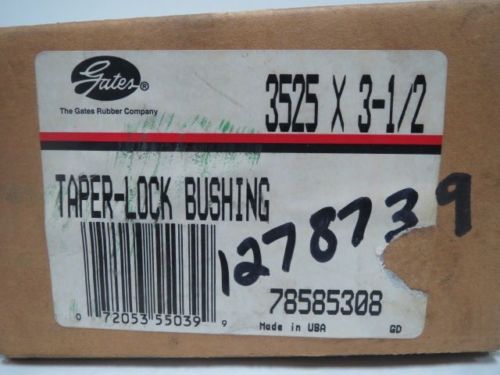 Gates®
The Gates Rubber Company
3525 X 3-1/2
TAPER-LOCK BUSHING
1278739
0 72053 55039 9
78585308
Made in USA
GD